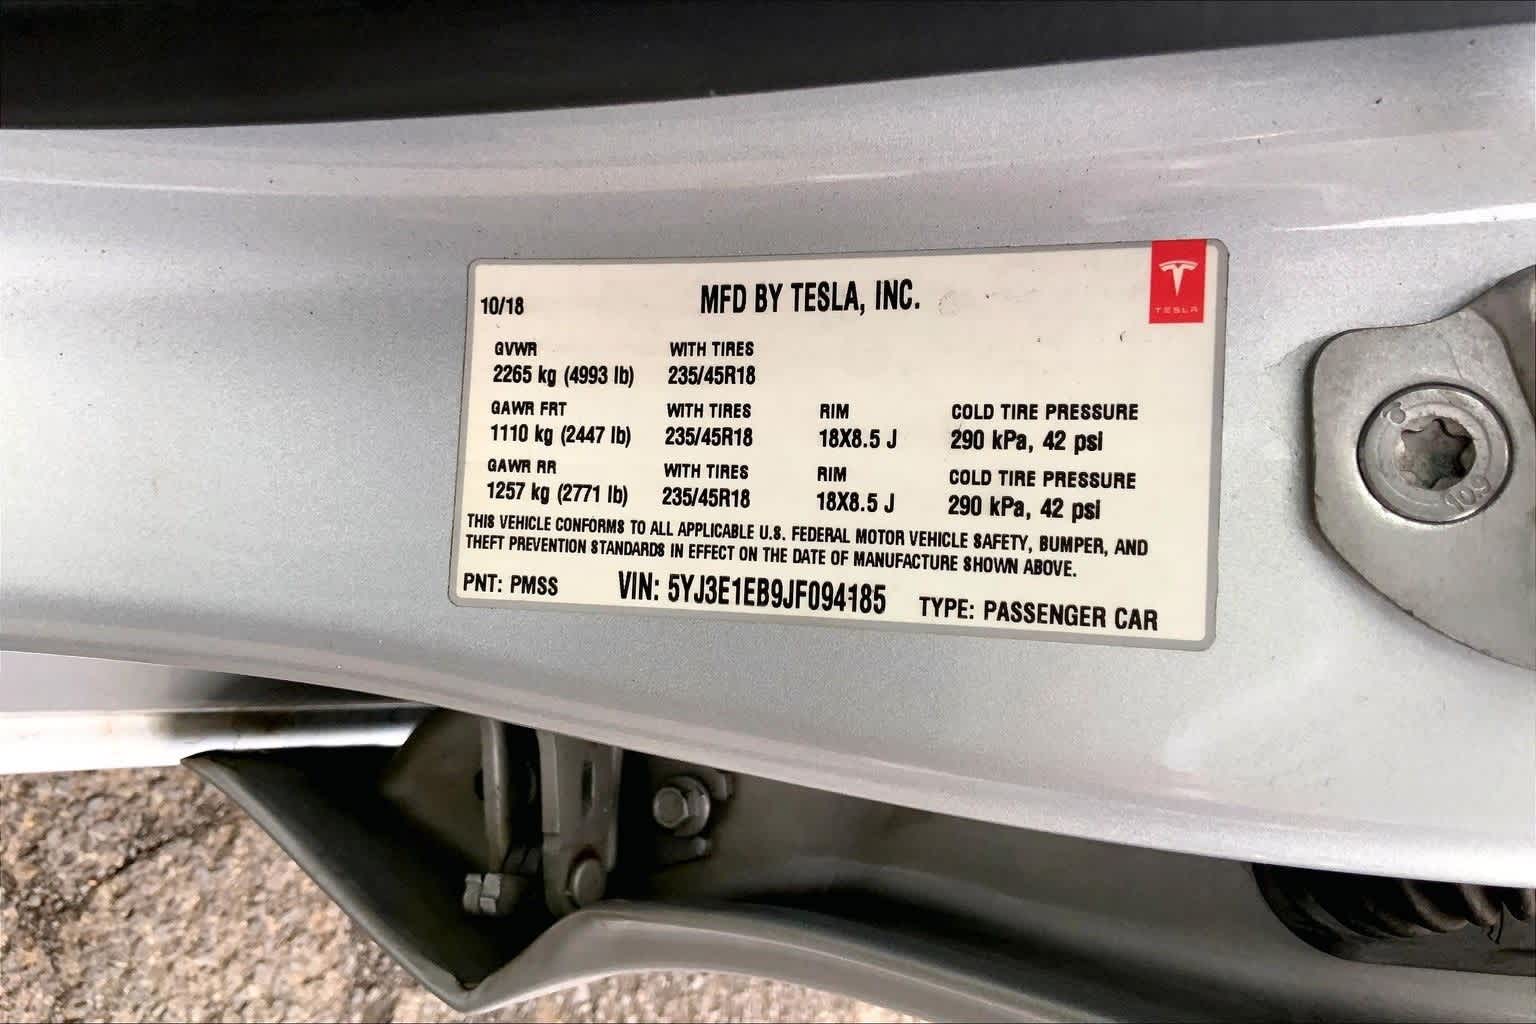 10/18
MFD BY TESLA, INC.
TESLA
GVWR WITH TIRES
2265 kg (4993 lb) 235/45R18
GAWR FRT WITH TIRES RIM COLD TIRE PRESSURE
1110 kg (2447 lb) 235/45R18 18X8.5 J 290 kPa, 42 psi
GAWR RR WITH TIRES RIM COLD TIRE PRESSURE
1257 kg (2771 lb) 235/45R18 18X8.5 J 290 kPa, 42 psi
THIS VEHICLE CONFORMS TO ALL APPLICABLE U.S. FEDERAL MOTOR VEHICLE SAFETY, BUMPER, AND
THEFT PREVENTION STANDARDS IN EFFECT ON THE DATE OF MANUFACTURE SHOWN ABOVE.
PNT: PMSS VIN: 5YJ3E1EB9JF094185 TYPE: PASSENGER CAR